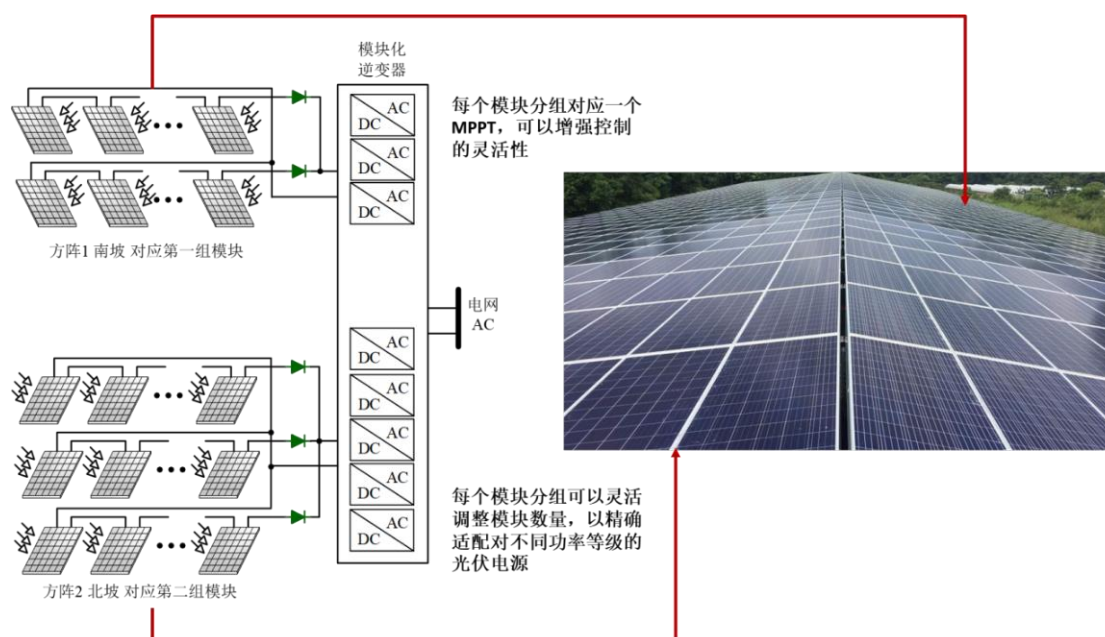 模块化
逆变器
AC
DC
AC
DC
AC
DC
每个模块分组对应一个
MPPT，可以增强控制
的灵活性
方阵1 南坡 对应第一组模块
电网
AC
AC
DC
AC
DC
AC
DC
AC
DC
AC
DC
每个模块分组可以灵活
调整模块数量，以精确
适配对不同功率等级的
光伏电源
方阵2 北坡 对应第二组模块